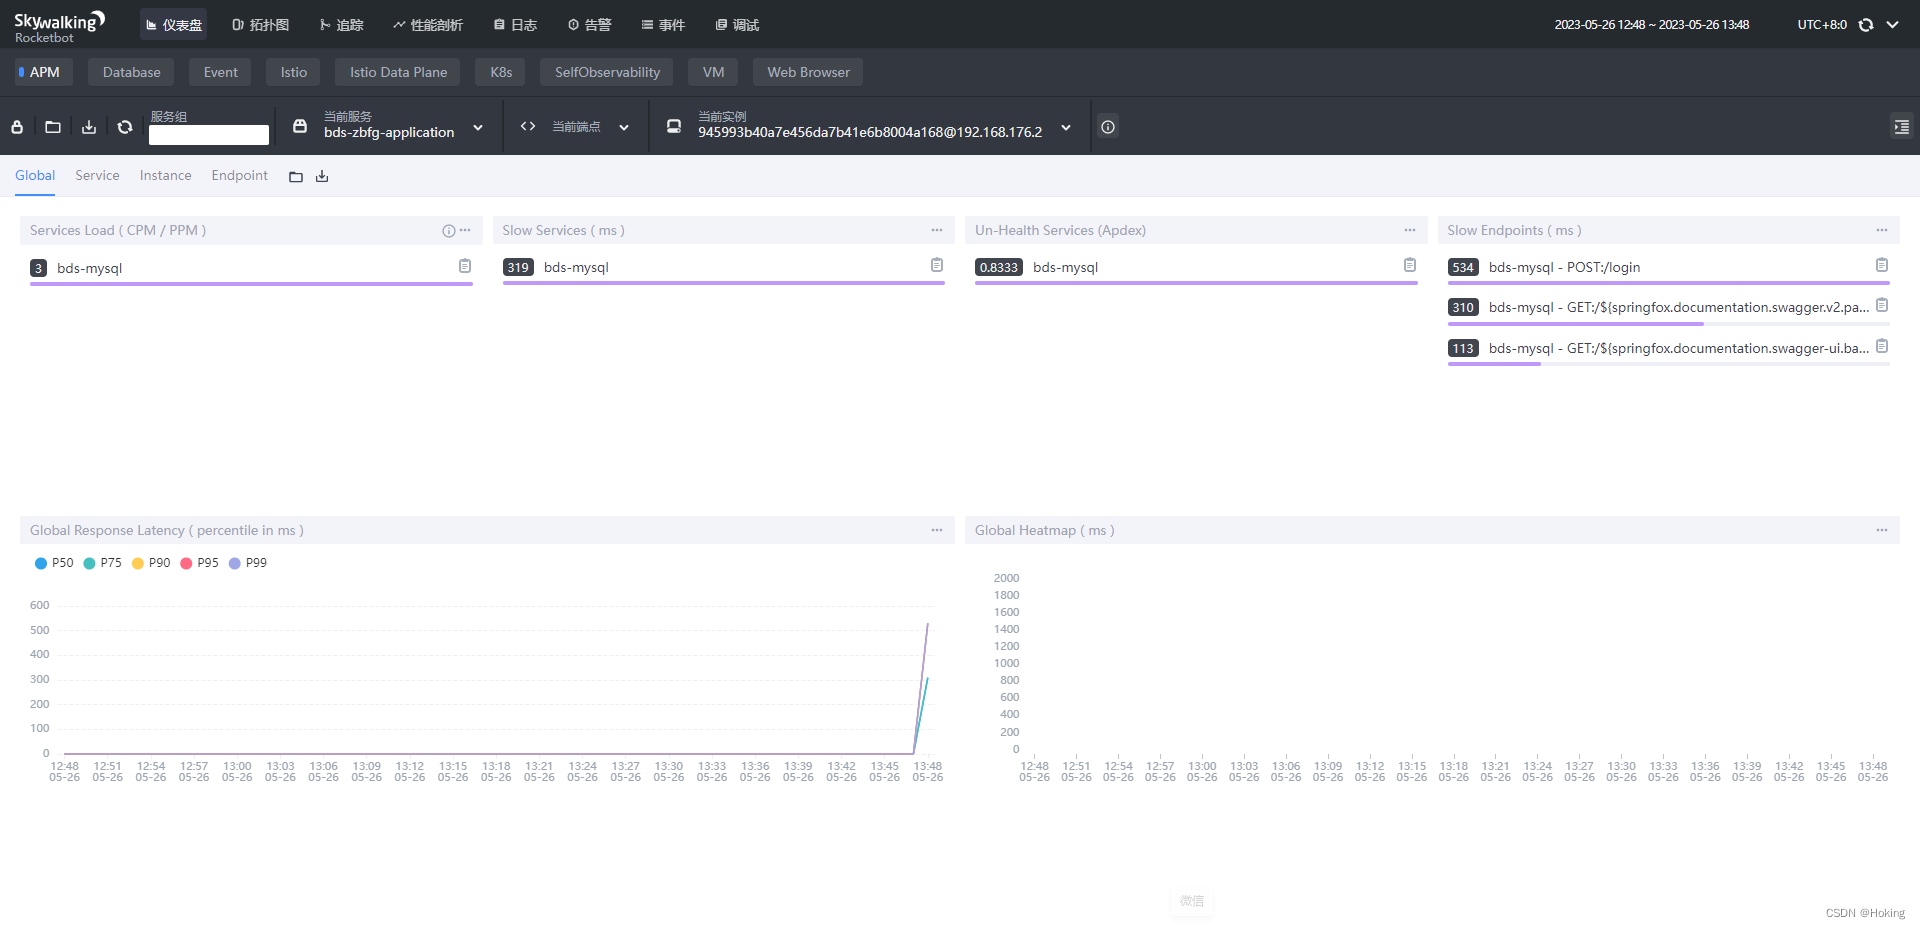 Skywalking
Rocketbot
仪表盘 拓扑图 追踪 性能剖析 日志 告警 事件 调试
2023-05-26 12:48 ~ 2023-05-26 13:48 UTC+8:0
APM Database Event Istio Istio Data Plane K8s SelfObservability VM Web Browser
服务组 当前服务 当前端点 当前实例
bds-zbfg-application 945993b40a7e456da7b41e6b8004a168@192.168.176.2
Global Service Instance Endpoint
Services Load ( CPM / PPM )
3 bds-mysql
Slow Services ( ms )
319 bds-mysql
Un-Health Services (Apdex)
0.8333 bds-mysql
Slow Endpoints ( ms )
534 bds-mysql - POST:/login
310 bds-mysql - GET:/${springfox.documentation.swagger.v2.pa...
113 bds-mysql - GET:/${springfox.documentation.swagger-ui.ba...
Global Response Latency ( percentile in ms )
P50 P75 P90 P95 P99
600
500
400
300
200
100
0
12:48 12:51 12:54 12:57 13:00 13:03 13:06 13:09 13:12 13:15 13:18 13:21 13:24 13:27 13:30 13:33 13:36 13:39 13:42 13:45 13:48
05-26 05-26 05-26 05-26 05-26 05-26 05-26 05-26 05-26 05-26 05-26 05-26 05-26 05-26 05-26 05-26 05-26 05-26 05-26 05-26 05-26
Global Heatmap ( ms )
2000
1800
1600
1400
1200
1000
800
600
400
200
0
12:48 12:51 12:54 12:57 13:00 13:03 13:06 13:09 13:12 13:15 13:18 13:21 13:24 13:27 13:30 13:33 13:36 13:39 13:42 13:45 13:48
05-26 05-26 05-26 05-26 05-26 05-26 05-26 05-26 05-26 05-26 05-26 05-26 05-26 05-26 05-26 05-26 05-26 05-26 05-26 05-26 05-26
微信
CSDN @Hoking